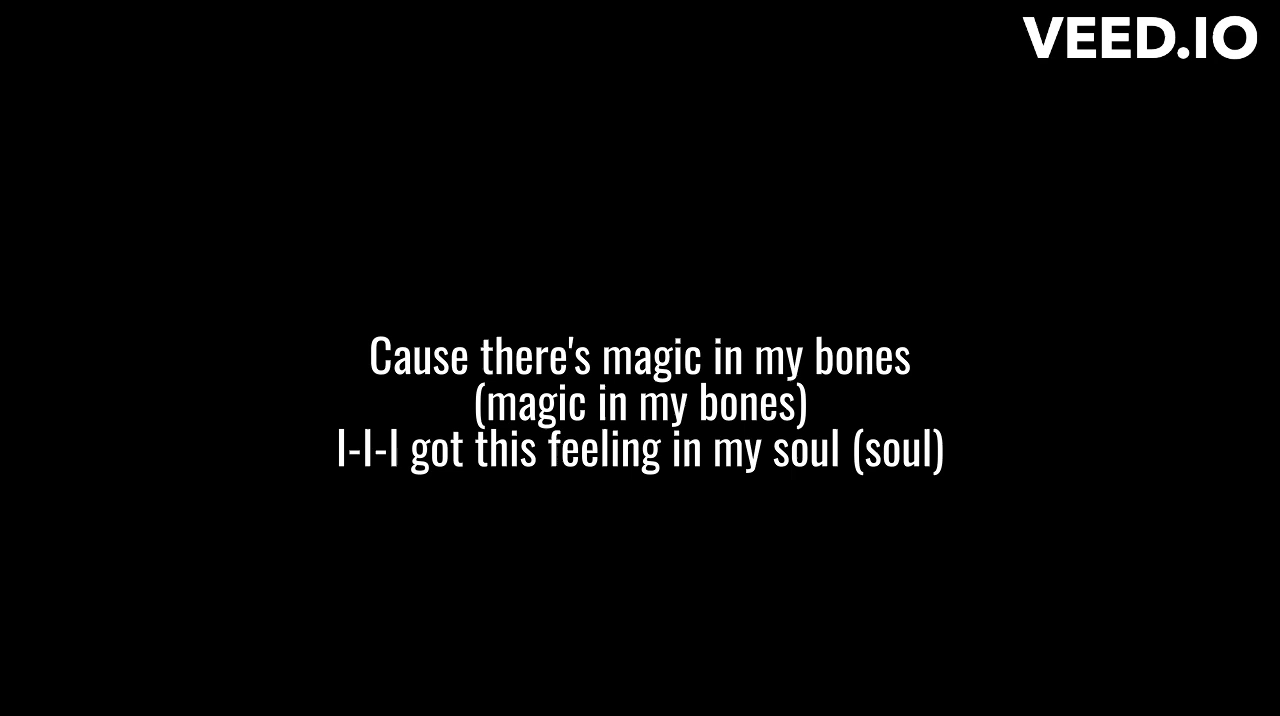 VEED.IO
Cause there's magic in my bones
(magic in my bones)
I-I-I got this feeling in my soul (soul)